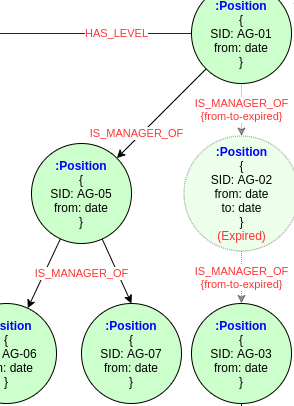 :Position
{
SID: AG-01
from: date
}
HAS_LEVEL
IS_MANAGER_OF
{from-to-expired}
IS_MANAGER_OF
:Position
{
SID: AG-05
from: date
}
:Position
{
SID: AG-02
from: date
to: date
}
(Expired)
IS_MANAGER_OF
IS_MANAGER_OF
{from-to-expired}
sition
{
AG-06
: date
}
:Position
{
SID: AG-07
from: date
}
:Position
{
SID: AG-03
from: date
}